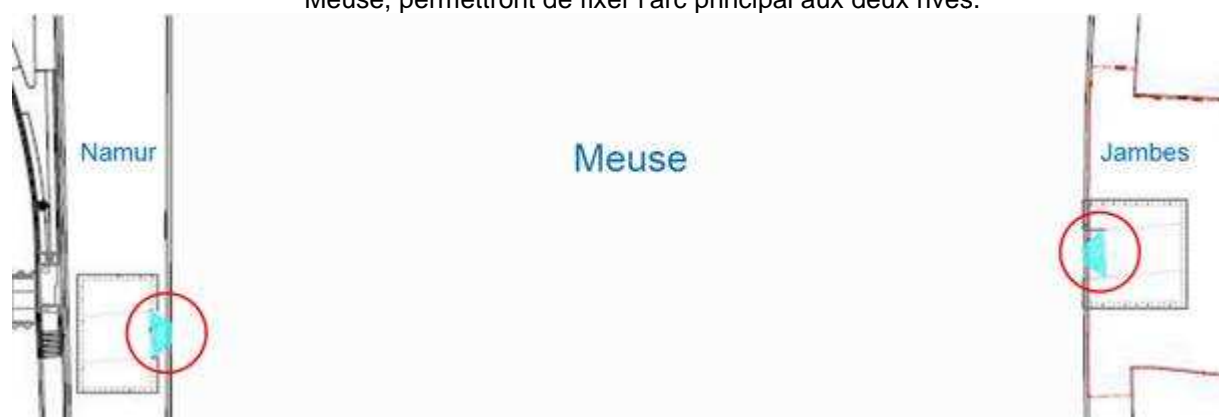 Meuse, permettront de fixer l'arc principal aux deux rives.
Namur
Meuse
Jambes